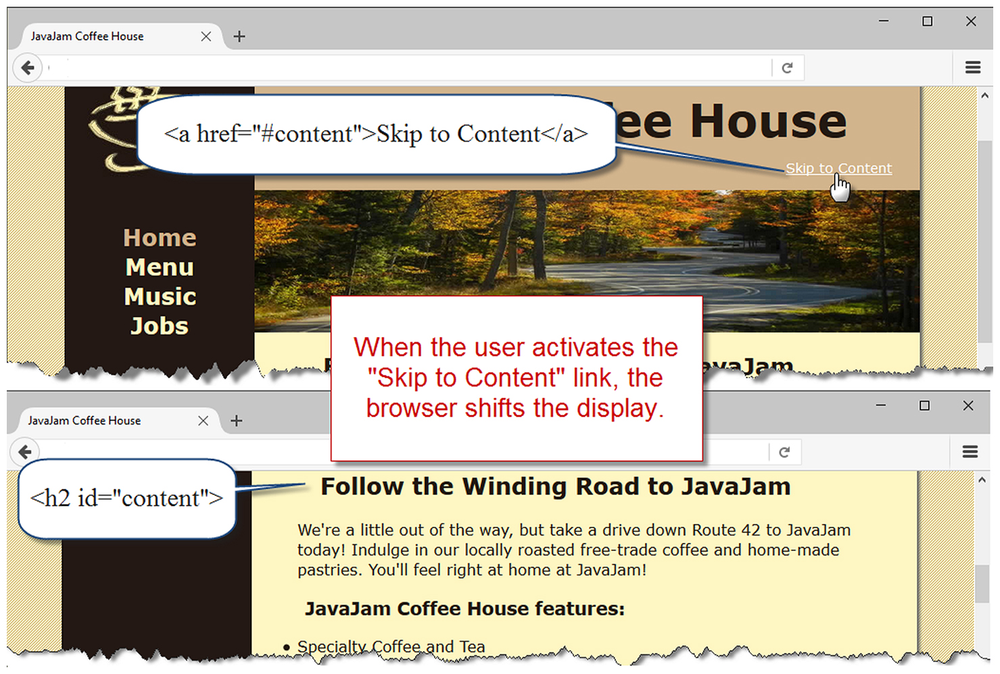 JavaJam Coffee House
<a href="#content">Skip to Content</a>
ee House
Skip to Content
Home
Menu
Music
Jobs
JavaJam
When the user activates the
"Skip to Content" link, the
browser shifts the display.
JavaJam Coffee House
<h2 id="content">
Follow the Winding Road to JavaJam
We're a little out of the way, but take a drive down Route 42 to JavaJam
today! Indulge in our locally roasted free-trade coffee and home-made
pastries. You'll feel right at home at JavaJam!
JavaJam Coffee House features:
• Specialty Coffee and Tea